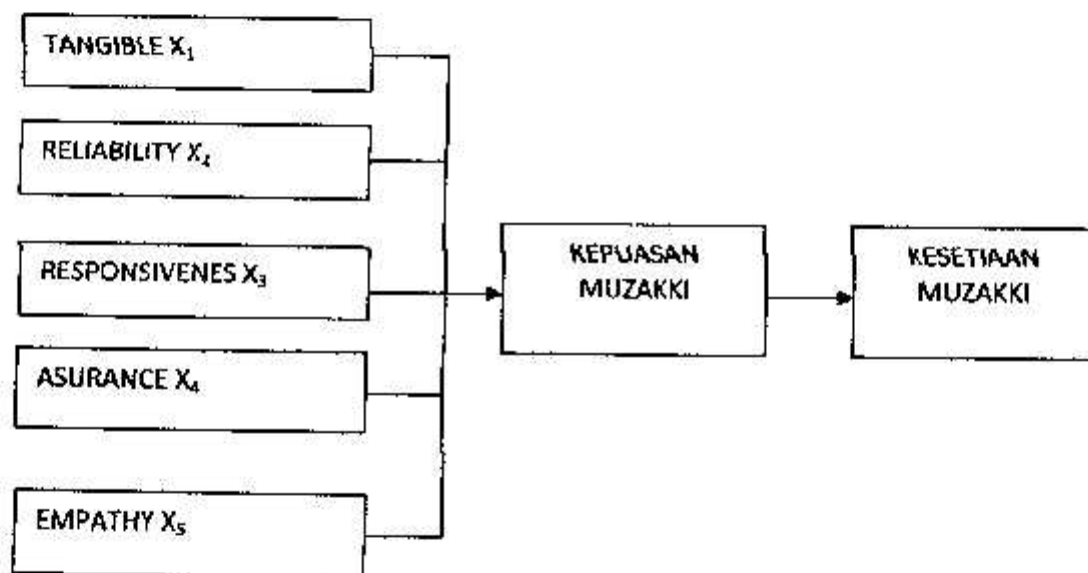 TANGIBLE X₁
RELIABILITY X₂
RESPONSIVENES X₃
ASURANCE X₄
EMPATHY X₅
KEPUASAN
MUZAKKI
KESETIAAN
MUZAKKI